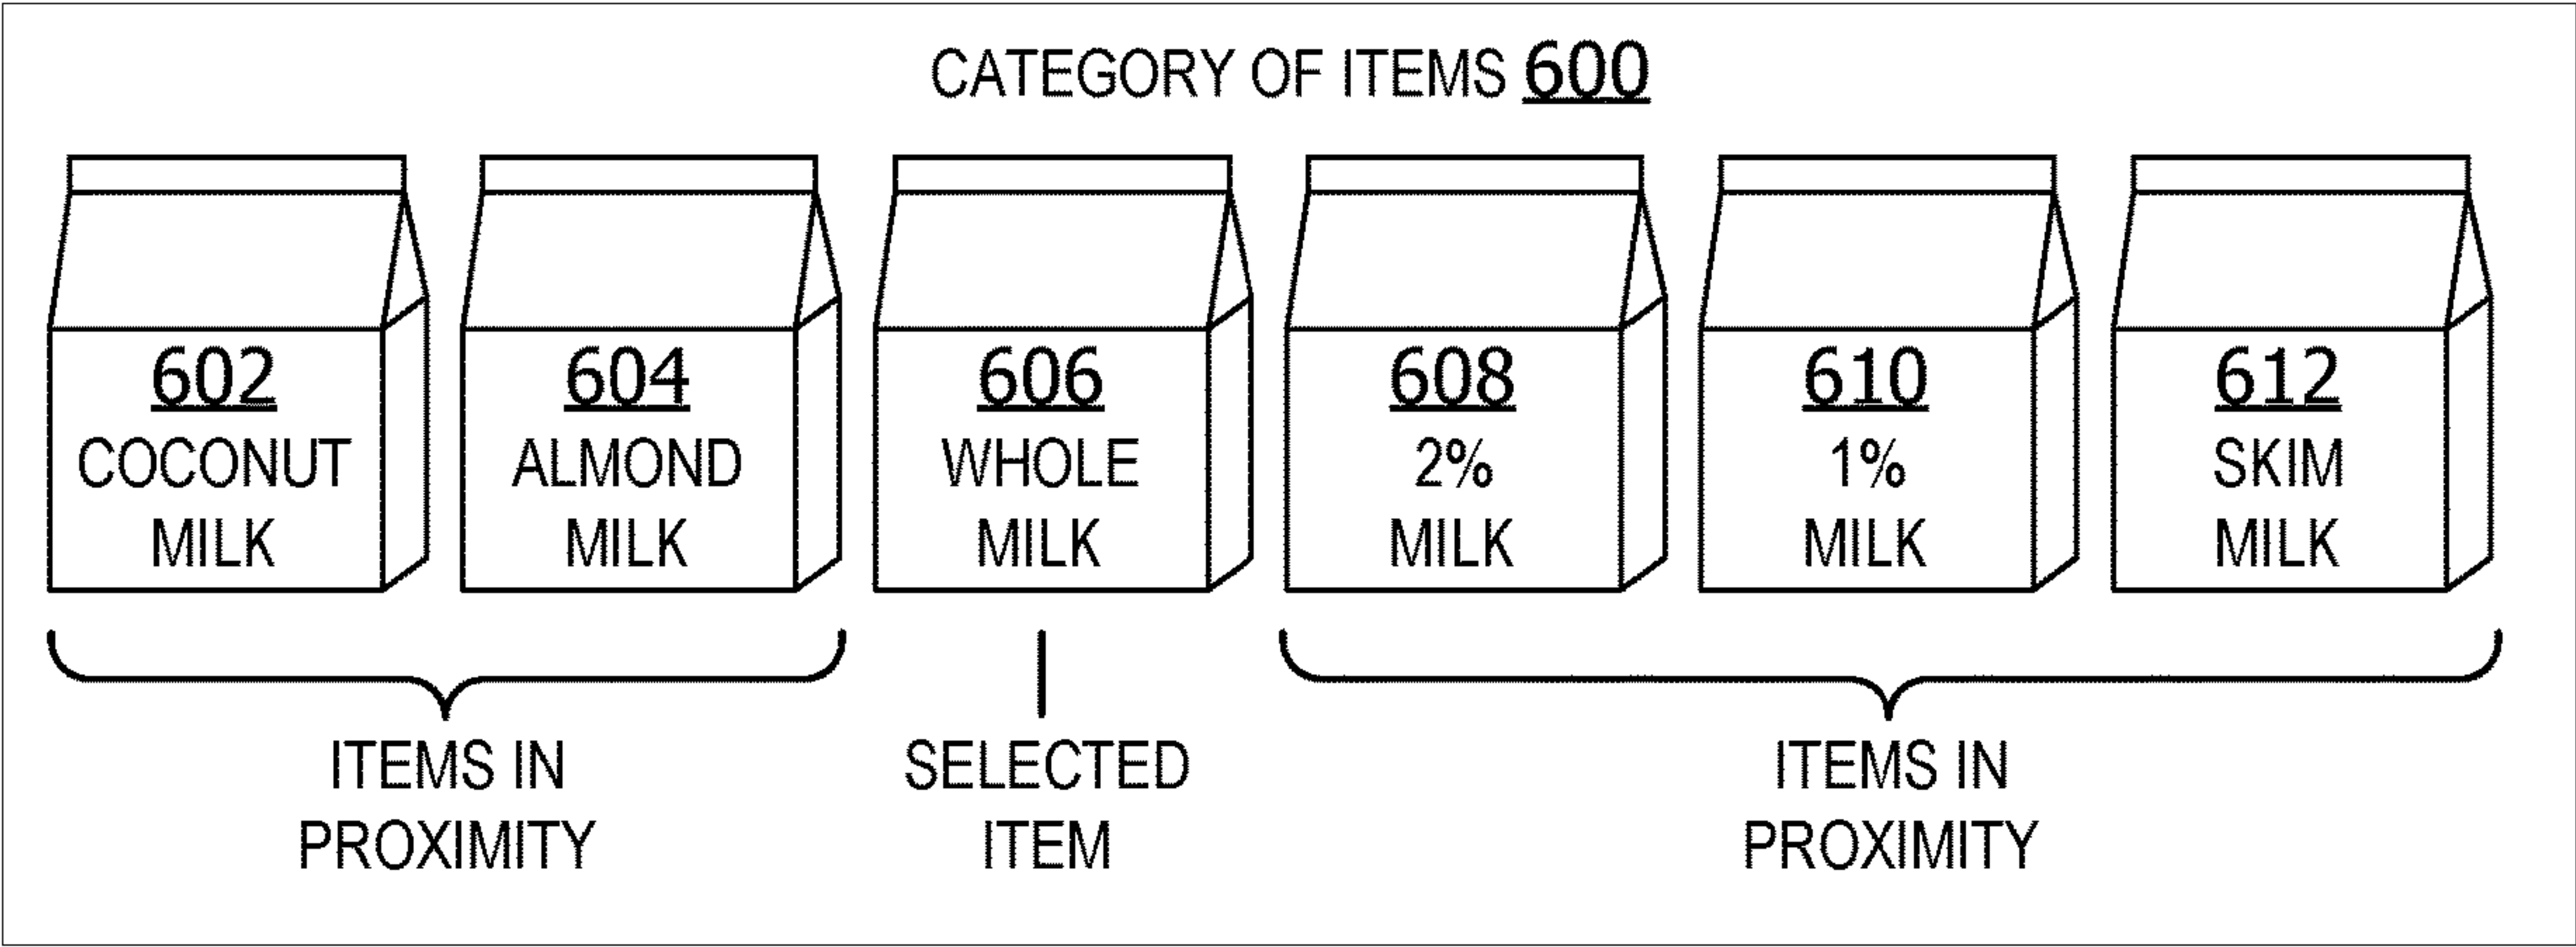 CATEGORY OF ITEMS 600
602
COCONUT
MILK
604
ALMOND
MILK
606
WHOLE
MILK
608
2%
MILK
610
1%
MILK
612
SKIM
MILK
ITEMS IN
PROXIMITY
SELECTED
ITEM
ITEMS IN
PROXIMITY